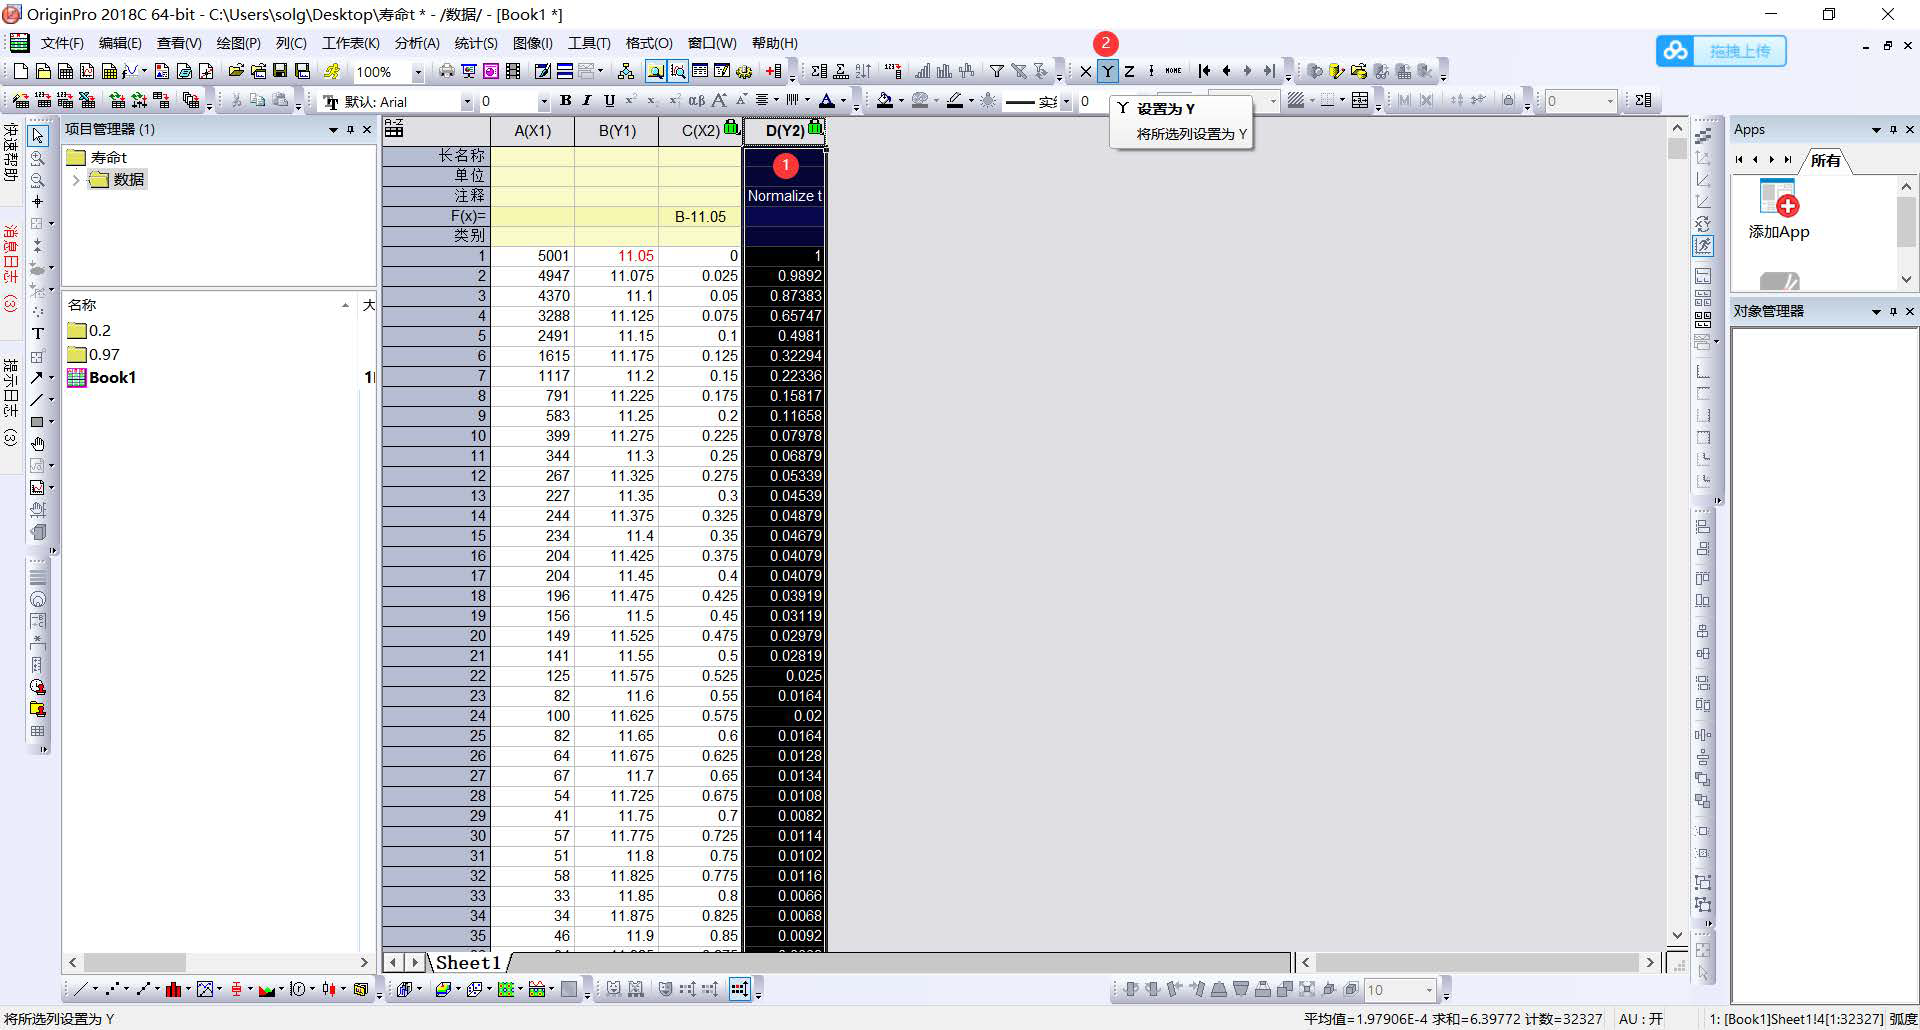 OriginPro 2018C 64-bit - C:\Users\solg\Desktop\寿命t * - /数据/ - [Book1 *]
文件(F) 编辑(E) 查看(V) 绘图(P) 列(C) 工作表(K) 分析(A) 统计(S) 图像(I) 工具(T) 格式(O) 窗口(W) 帮助(H)
2
拖拽上传
100%
X Y Z
默认: Arial 0 B I U αβ A A A
0
0
Y 设置为 Y
将所选列设置为 Y
快速帮助
消息日志 (3)
提示日志 (3)
项目管理器 (1)
寿命t
数据
名称 大
0.2
0.97
Book1 1
A(X1) B(Y1) C(X2) D(Y2)
长名称
1
单位
注释 Normalize t
F(x)= B-11.05
类别
1 5001 11.05 0 1
2 4947 11.075 0.025 0.9892
3 4370 11.1 0.05 0.87383
4 3288 11.125 0.075 0.65747
5 2491 11.15 0.1 0.4981
6 1615 11.175 0.125 0.32294
7 1117 11.2 0.15 0.22336
8 791 11.225 0.175 0.15817
9 583 11.25 0.2 0.11658
10 399 11.275 0.225 0.07978
11 344 11.3 0.25 0.06879
12 267 11.325 0.275 0.05339
13 227 11.35 0.3 0.04539
14 244 11.375 0.325 0.04879
15 234 11.4 0.35 0.04679
16 204 11.425 0.375 0.04079
17 204 11.45 0.4 0.04079
18 196 11.475 0.425 0.03919
19 156 11.5 0.45 0.03119
20 149 11.525 0.475 0.02979
21 141 11.55 0.5 0.02819
22 125 11.575 0.525 0.025
23 82 11.6 0.55 0.0164
24 100 11.625 0.575 0.02
25 82 11.65 0.6 0.0164
26 64 11.675 0.625 0.0128
27 67 11.7 0.65 0.0134
28 54 11.725 0.675 0.0108
29 41 11.75 0.7 0.0082
30 57 11.775 0.725 0.0114
31 51 11.8 0.75 0.0102
32 58 11.825 0.775 0.0116
33 33 11.85 0.8 0.0066
34 34 11.875 0.825 0.0068
35 46 11.9 0.85 0.0092
Sheet1
Apps
所有
添加App
对象管理器
10
将所选列设置为 Y
平均值=1.97906E-4 求和=6.39772 计数=32327 AU : 开 1: [Book1]Sheet1!4[1:32327] 弧度